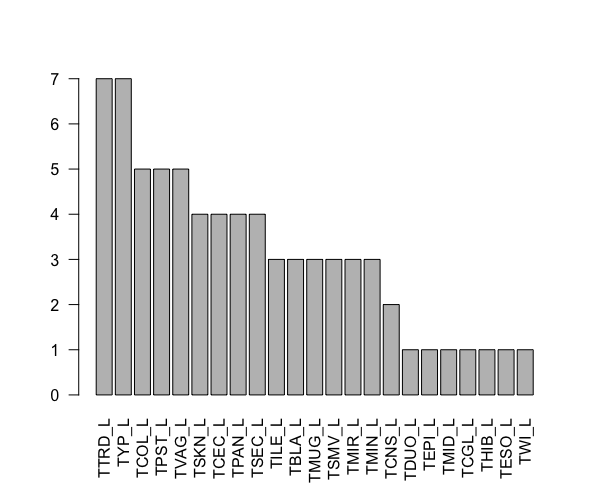 7
6
5
4
3
2
1
0
TTRD_L
TYP_L
TCOL_L
TPST_L
TVAG_L
TSKN_L
TCEC_L
TPAN_L
TSEC_L
TILE_L
TBLA_L
TMUG_L
TSMV_L
TMIR_L
TMIN_L
TCNS_L
TDUO_L
TEPI_L
TMID_L
TCGL_L
THIB_L
TESO_L
TWI_L